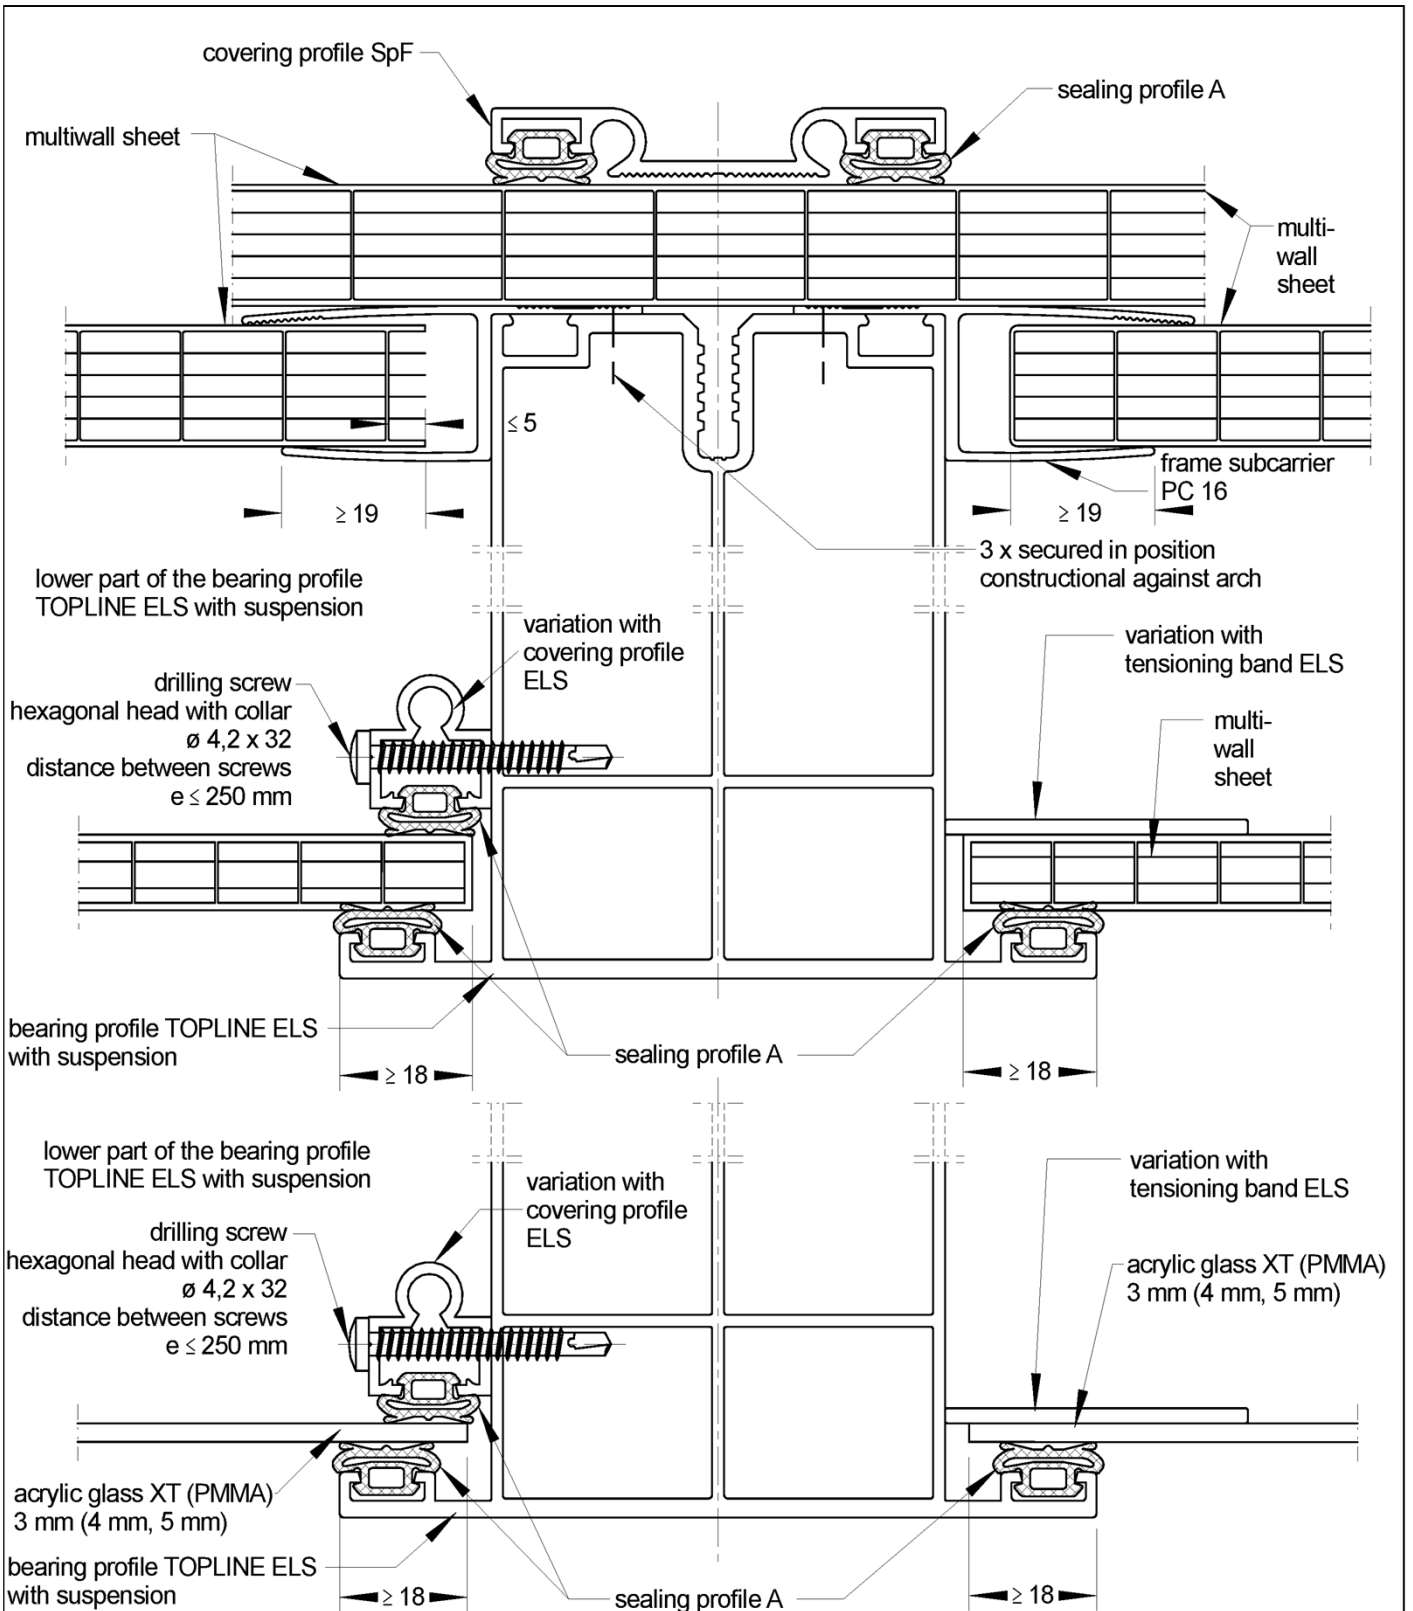 covering profile SpF
sealing profile A
multiwall sheet
multi-
wall
sheet
≤ 5
frame subcarrier
PC 16
≥ 19
≥ 19
3 x secured in position
constructional against arch
lower part of the bearing profile
TOPLINE ELS with suspension
variation with
covering profile
ELS
variation with
tensioning band ELS
drilling screw
hexagonal head with collar
ø 4,2 x 32
distance between screws
e ≤ 250 mm
multi-
wall
sheet
bearing profile TOPLINE ELS
with suspension
sealing profile A
≥ 18
≥ 18
lower part of the bearing profile
TOPLINE ELS with suspension
variation with
covering profile
ELS
variation with
tensioning band ELS
drilling screw
hexagonal head with collar
ø 4,2 x 32
distance between screws
e ≤ 250 mm
acrylic glass XT (PMMA)
3 mm (4 mm, 5 mm)
acrylic glass XT (PMMA)
3 mm (4 mm, 5 mm)
bearing profile TOPLINE ELS
with suspension
≥ 18
sealing profile A
≥ 18